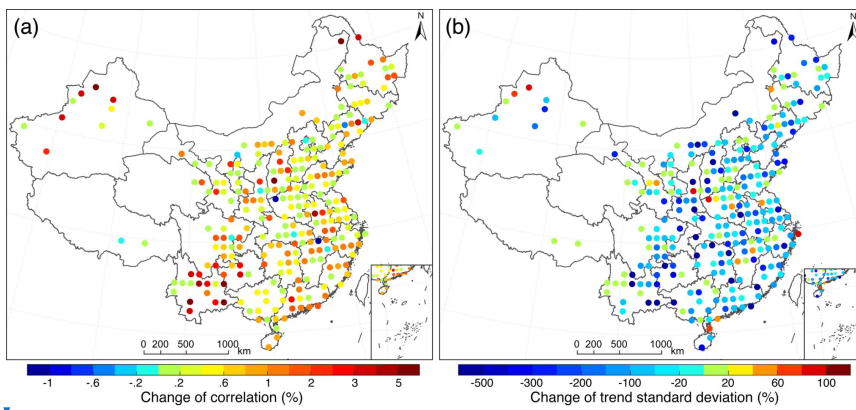 (a)
N
0 200 500 1000
km
-1 -.6 -.2 .2 .6 1 2 3 5
Change of correlation (%)
(b)
N
0 200 500 1000
km
-500 -300 -200 -100 -20 20 60 100
Change of trend standard deviation (%)